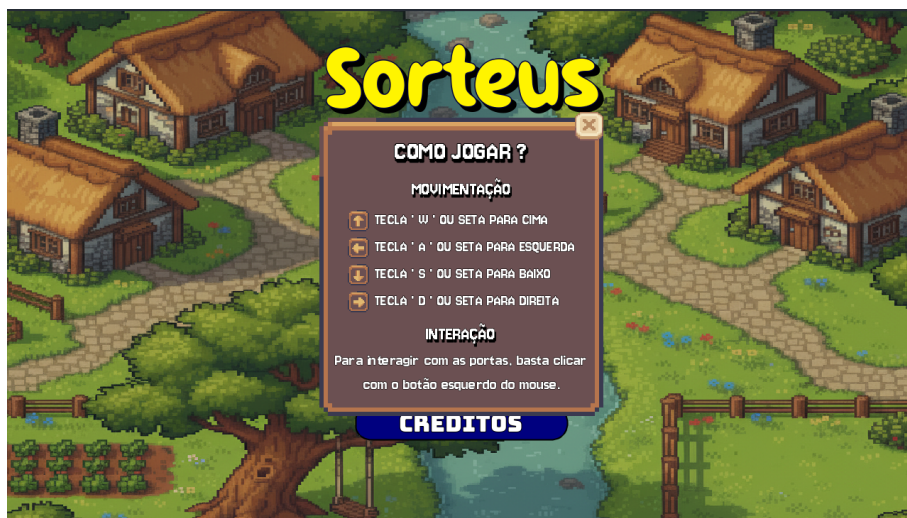 Sorteus
COMO JOGAR ?
MOVIMENTAÇÃO
TECLA ' W ' OU SETA PARA CIMA
TECLA ' A ' OU SETA PARA ESQUERDA
TECLA ' S ' OU SETA PARA BAIXO
TECLA ' D ' OU SETA PARA DIREITA
INTERAÇÃO
Para interagir com as portas, basta clicar
com o botão esquerdo do mouse.
CREDITOS